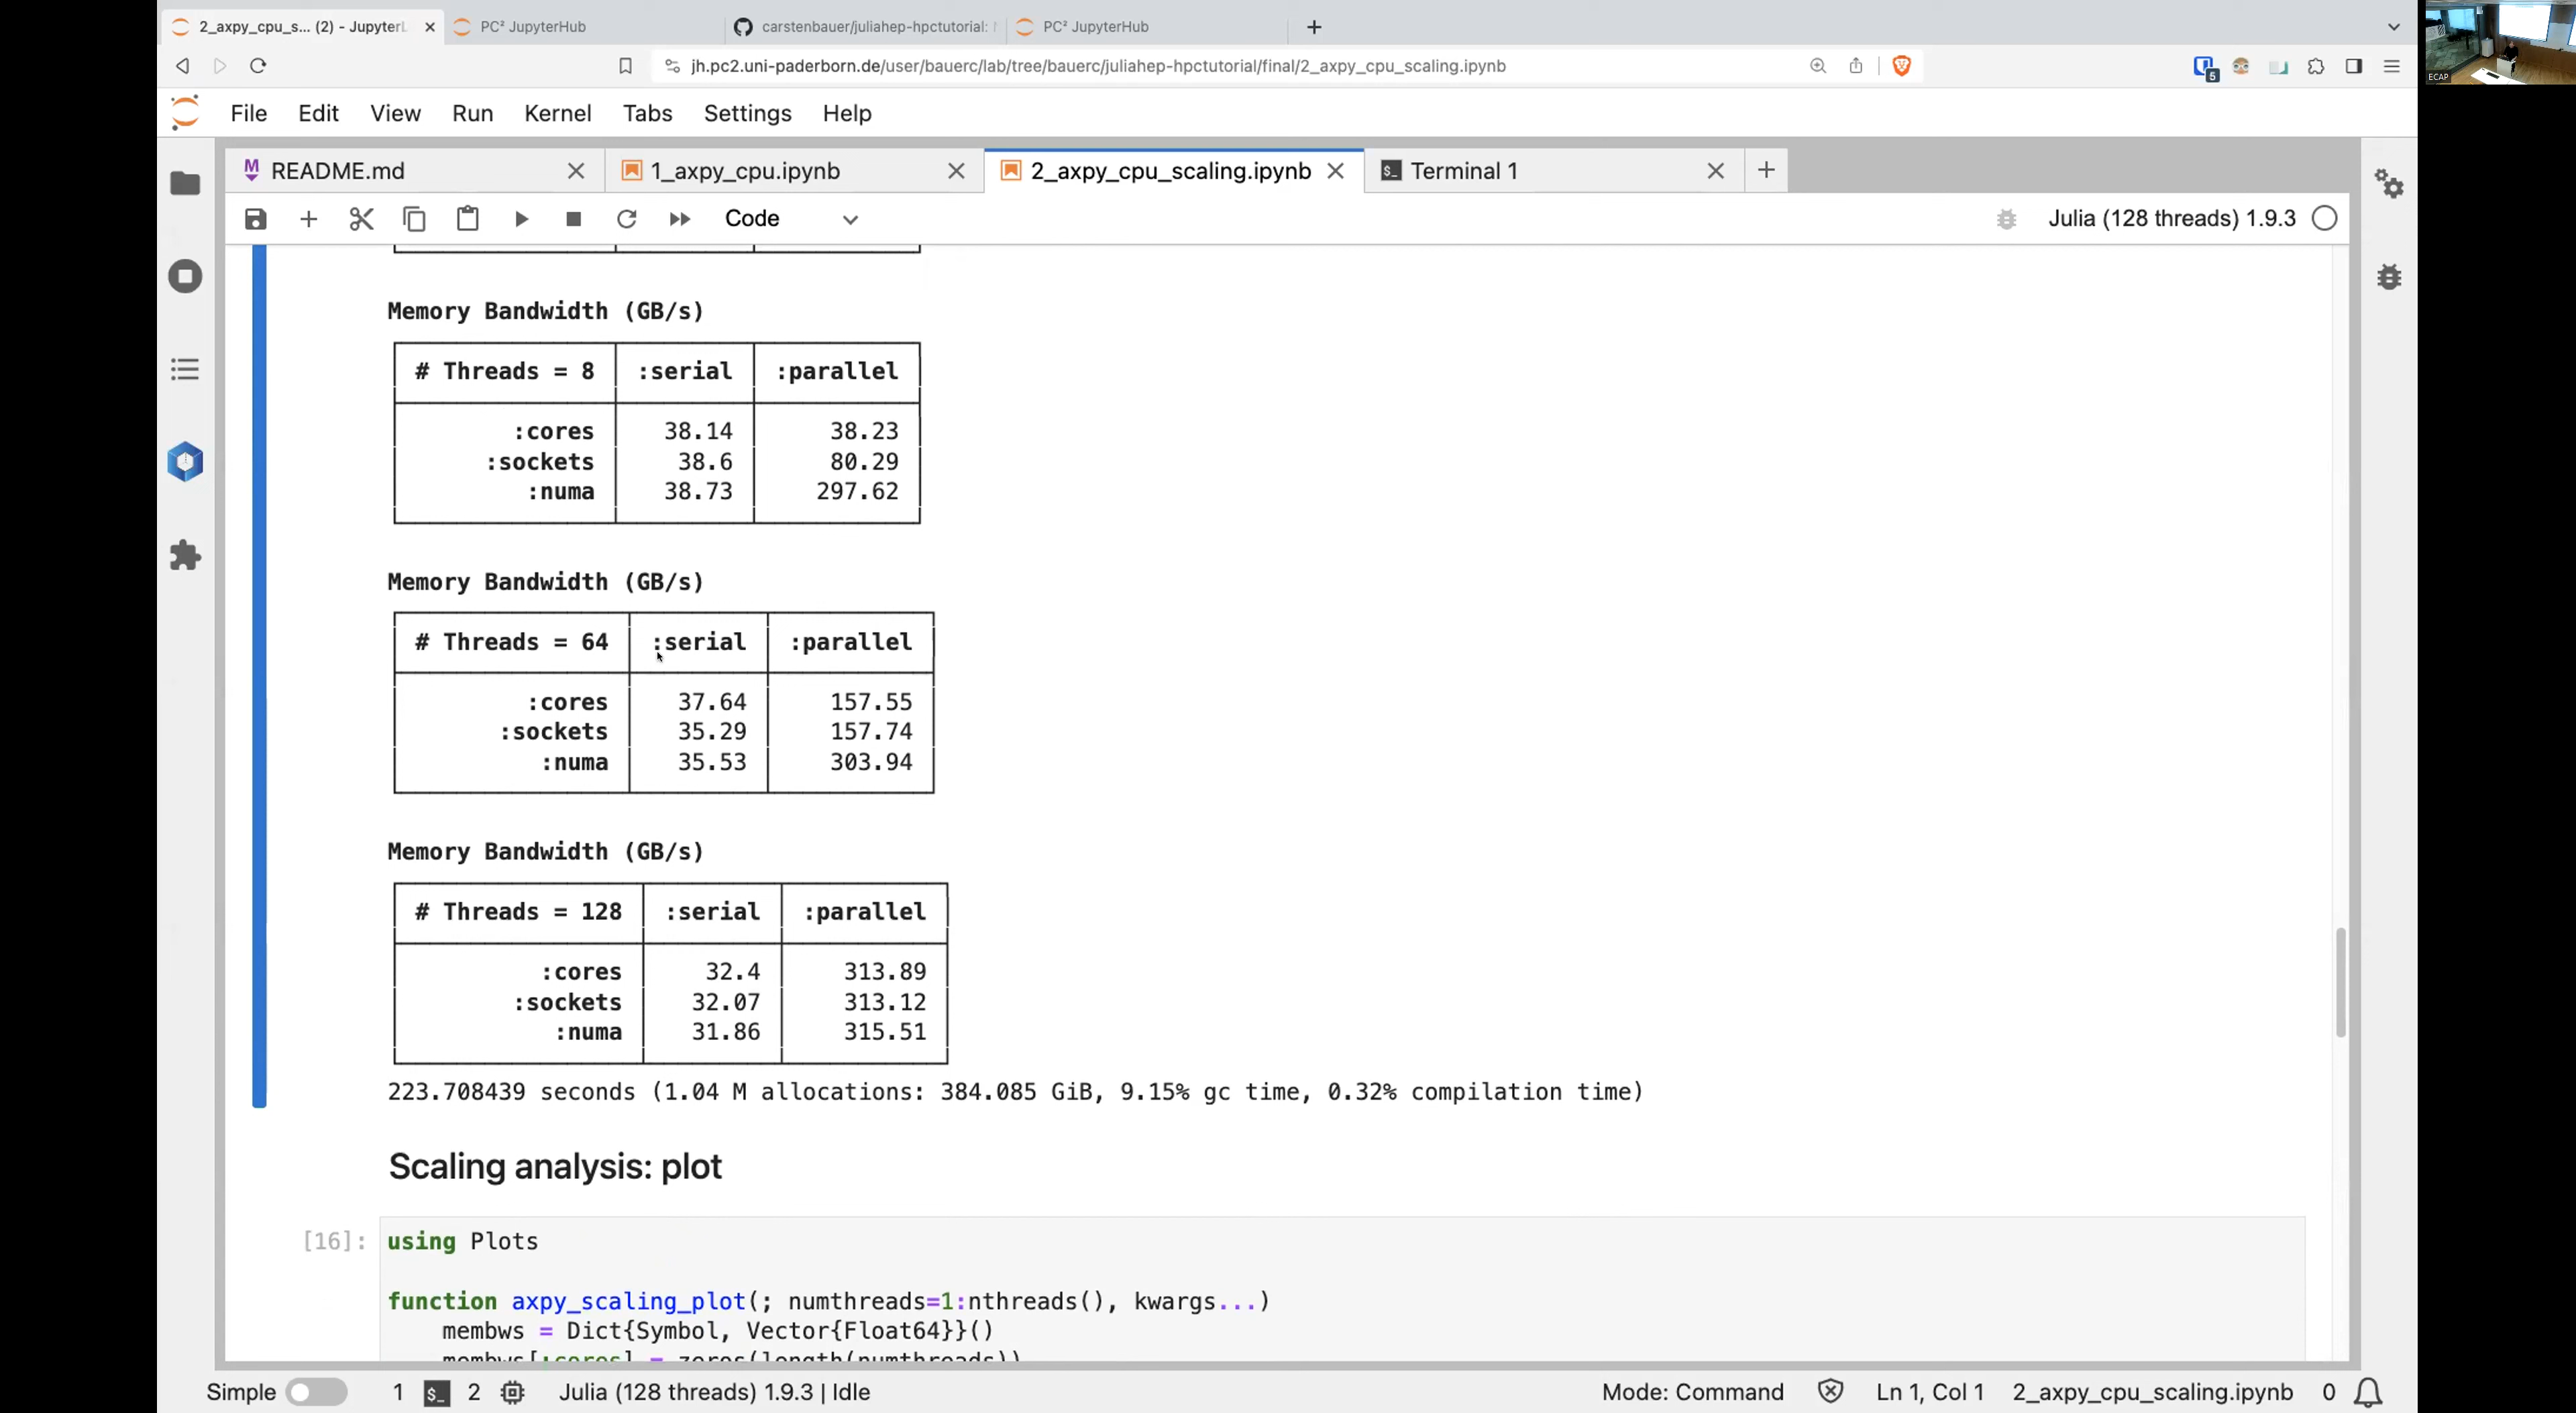 2_axpy_cpu_s... (2) - JupyterL
PC² JupyterHub
carstenbauer/juliahep-hpctutorial:
PC² JupyterHub
jh.pc2.uni-paderborn.de/user/bauerc/lab/tree/bauerc/juliahep-hpctutorial/final/2_axpy_cpu_scaling.ipynb
5
ECAP
File Edit View Run Kernel Tabs Settings Help
README.md
1_axpy_cpu.ipynb
2_axpy_cpu_scaling.ipynb
Terminal 1
Code
Julia (128 threads) 1.9.3
Memory Bandwidth (GB/s)
# Threads = 8 :serial :parallel
:cores 38.14 38.23
:sockets 38.6 80.29
:numa 38.73 297.62
Memory Bandwidth (GB/s)
# Threads = 64 :serial :parallel
:cores 37.64 157.55
:sockets 35.29 157.74
:numa 35.53 303.94
Memory Bandwidth (GB/s)
# Threads = 128 :serial :parallel
:cores 32.4 313.89
:sockets 32.07 313.12
:numa 31.86 315.51
223.708439 seconds (1.04 M allocations: 384.085 GiB, 9.15% gc time, 0.32% compilation time)
Scaling analysis: plot
[16]: using Plots
function axpy_scaling_plot(; numthreads=1:nthreads(), kwargs...)
membws = Dict{Symbol, Vector{Float64}}()
membws[:cores] = zeros(length(numthreads))
Simple 1 $_ 2 Julia (128 threads) 1.9.3 | Idle Mode: Command Ln 1, Col 1 2_axpy_cpu_scaling.ipynb 0